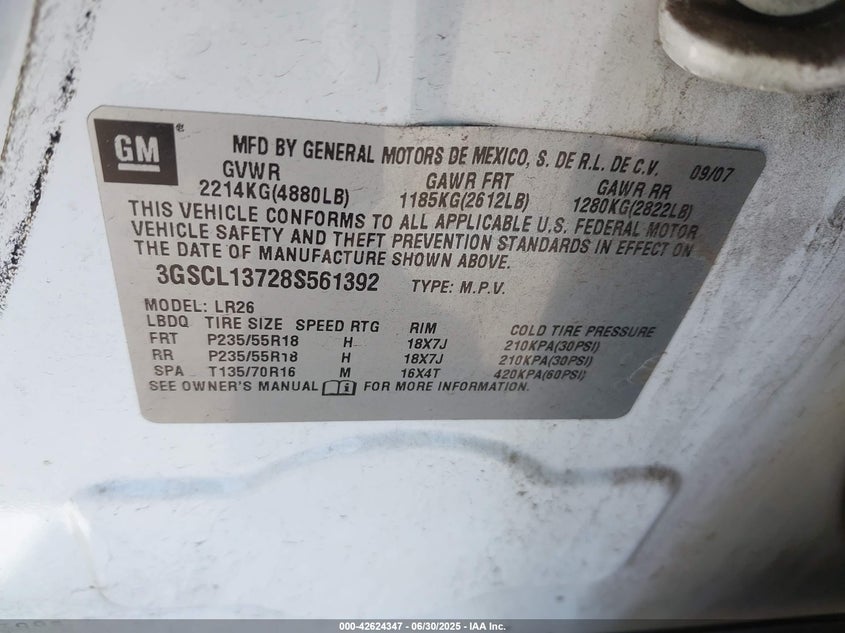 GM ®
MFD BY GENERAL MOTORS DE MEXICO, S. DE R.L. DE C.V. 09/07
GVWR GAWR FRT GAWR RR
2214KG(4880LB) 1185KG(2612LB) 1280KG(2822LB)
THIS VEHICLE CONFORMS TO ALL APPLICABLE U.S. FEDERAL MOTOR
VEHICLE SAFETY AND THEFT PREVENTION STANDARDS IN EFFECT ON
THE DATE OF MANUFACTURE SHOWN ABOVE.
3GSCL13728S561392 TYPE: M.P.V.
MODEL: LR26
LBDQ TIRE SIZE SPEED RTG RIM COLD TIRE PRESSURE
FRT P235/55R18 H 18X7J 210KPA(30PSI)
RR P235/55R18 H 18X7J 210KPA(30PSI)
SPA T135/70R16 M 16X4T 420KPA(60PSI)
SEE OWNER'S MANUAL FOR MORE INFORMATION.
000-42624347 - 06/30/2025 - IAA Inc.